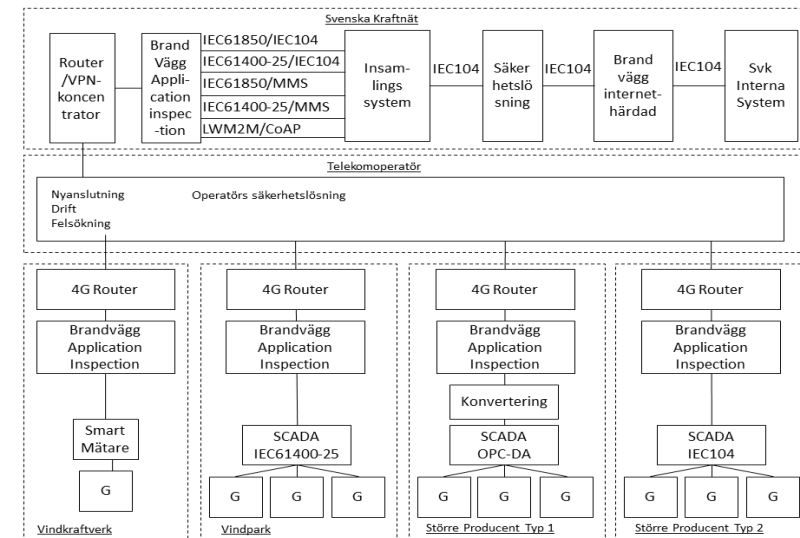 Svenska Kraftnät
Router
/VPN-
koncen
trator
Brand
Vägg
Appli-
cation
inspec
-tion
IEC61850/IEC104
IEC61400-25/IEC104
IEC61850/MMS
IEC61400-25/MMS
LWM2M/CoAP
Insam-
lings
system
IEC104
Säker
hetslö
sning
IEC104
Brand
vägg
internet-
härdad
IEC104
Svk
Interna
System
Telekomoperatör
Nyanslutning
Drift
Felsökning
Operatörs säkerhetslösning
4G Router
Brandvägg
Application
Inspection
Smart
Mätare
G
Vindkraftverk
4G Router
Brandvägg
Application
Inspection
SCADA
IEC61400-25
G
G
G
Vindpark
4G Router
Brandvägg
Application
Inspection
Konvertering
SCADA
OPC-DA
G
G
G
Större Producent Typ 1
4G Router
Brandvägg
Application
Inspection
SCADA
IEC104
G
G
G
Större Producent Typ 2